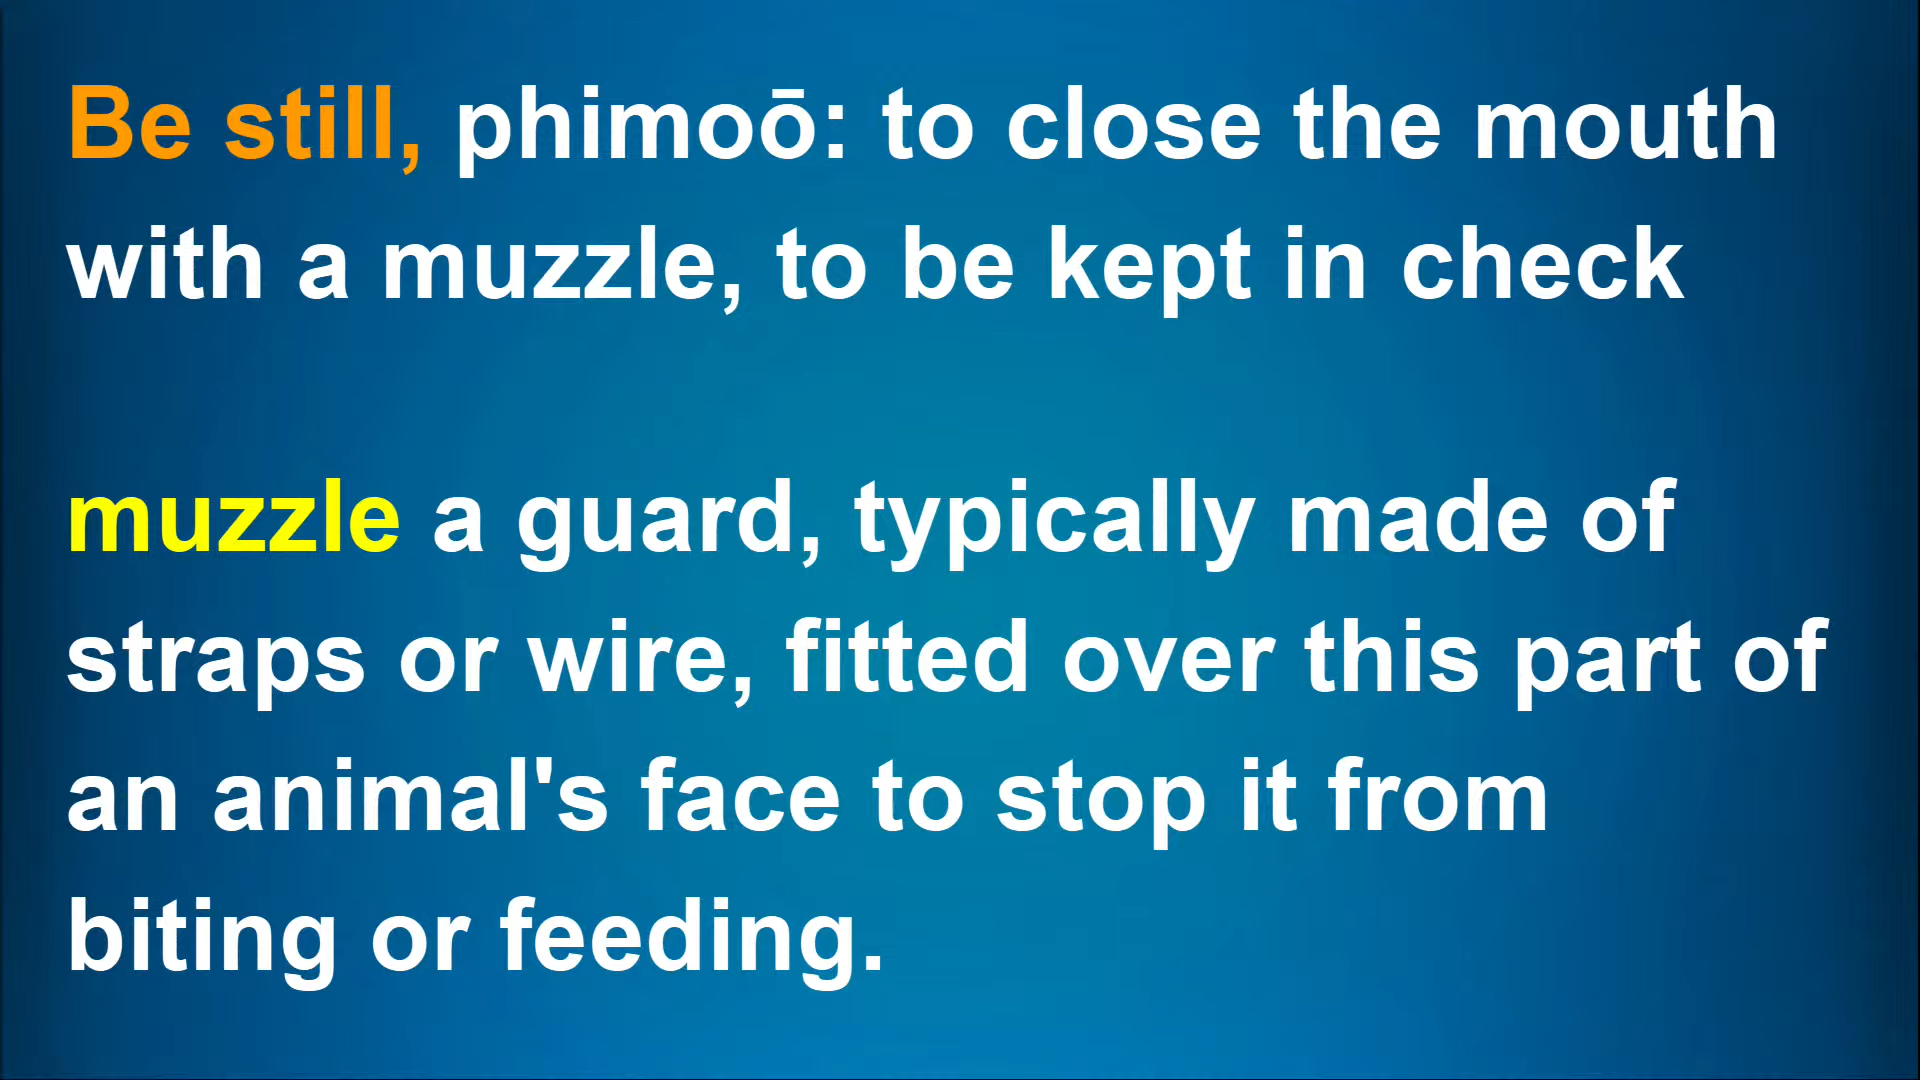 Be still, phimoō: to close the mouth
with a muzzle, to be kept in check
muzzle a guard, typically made of
straps or wire, fitted over this part of
an animal's face to stop it from
biting or feeding.